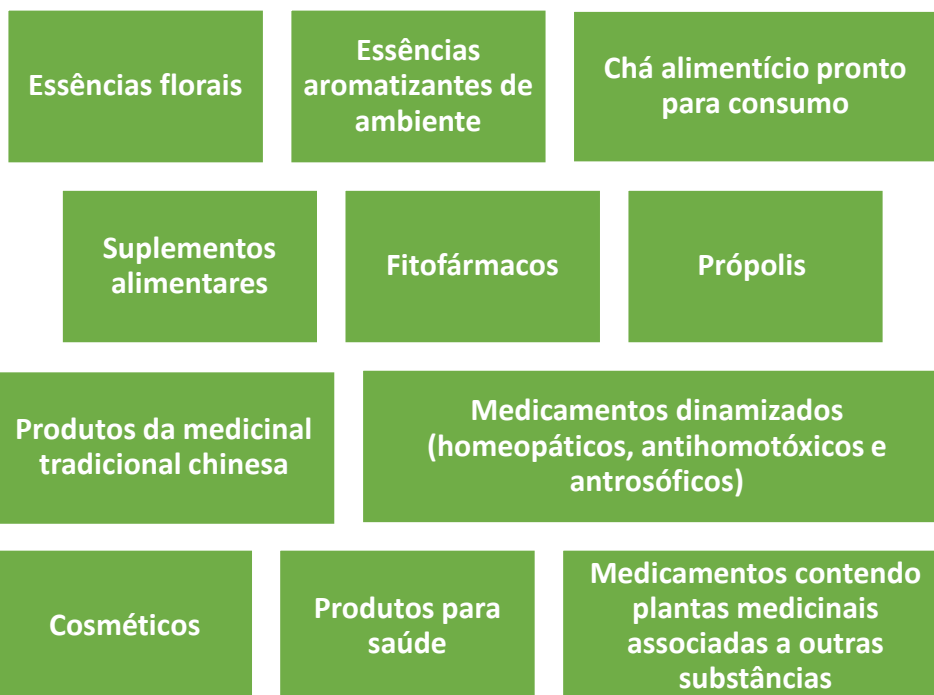 Essências florais
Essências
aromatizantes de
ambiente
Chá alimentício pronto
para consumo
Suplementos
alimentares
Fitofármacos
Própolis
Produtos da medicinal
tradicional chinesa
Medicamentos dinamizados
(homeopáticos, antihomotóxicos e
antrosóficos)
Cosméticos
Produtos para
saúde
Medicamentos contendo
plantas medicinais
associadas a outras
substâncias